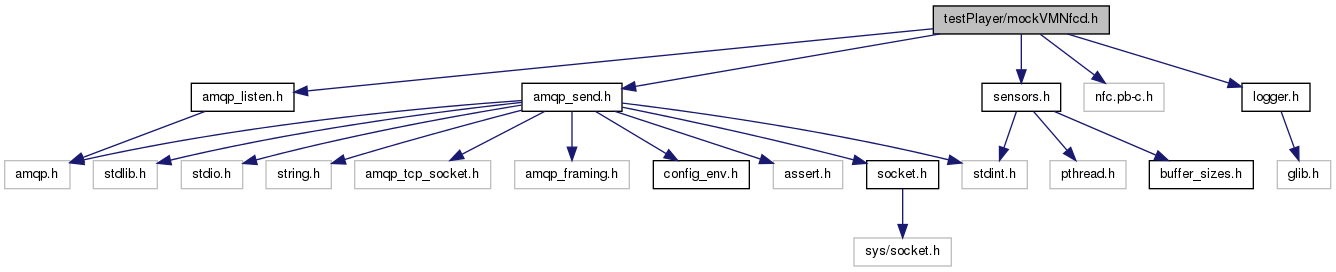 testPlayer/mockVMNfcd.h
amqp_listen.h
amqp_send.h
sensors.h
nfc.pb-c.h
logger.h
amqp.h
stdlib.h
stdio.h
string.h
amqp_tcp_socket.h
amqp_framing.h
config_env.h
assert.h
socket.h
stdint.h
pthread.h
buffer_sizes.h
glib.h
sys/socket.h